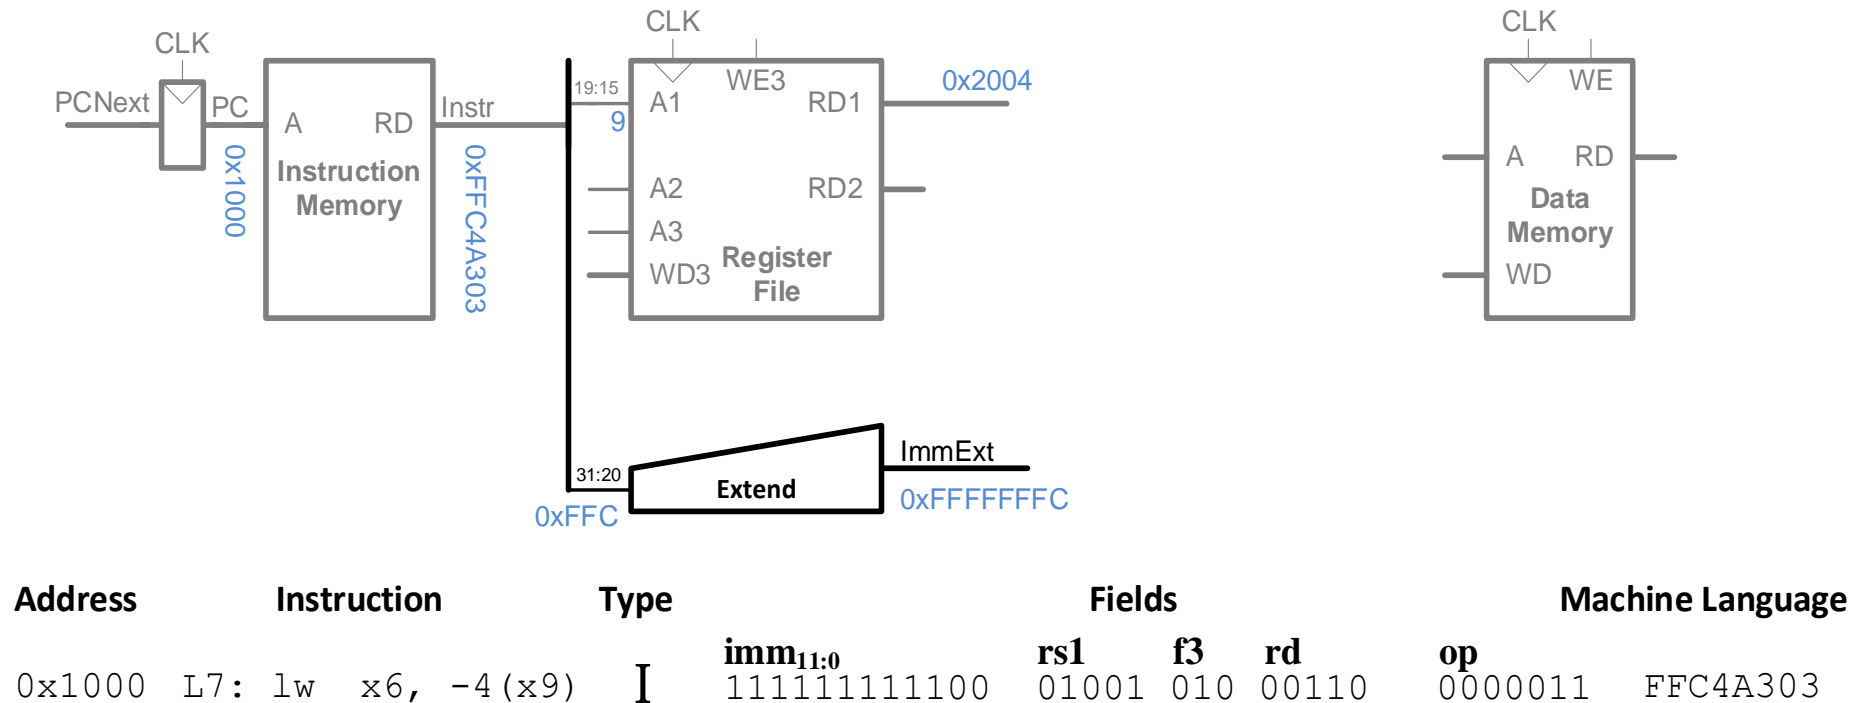 CLK
CLK
CLK
PCNext
PC
A
RD
Instr
Instruction
Memory
0x1000
0xFFC4A303
19:15
9
A1
WE3
RD1
0x2004
A2
RD2
A3
WD3
Register
File
WE
A
RD
Data
Memory
WD
31:20
0xFFC
Extend
ImmExt
0xFFFFFFFC
Address Instruction Type Fields Machine Language
imm11:0 rs1 f3 rd op
0x1000 L7: lw x6, -4(x9) I 111111111100 01001 010 00110 0000011 FFC4A303